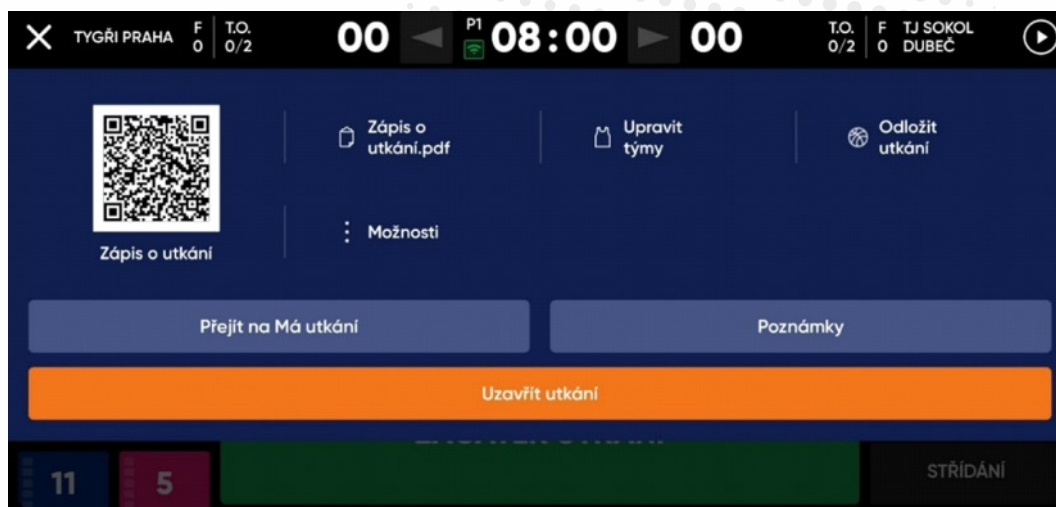 TYGŘI PRAHA
F
0
T.O.
0/2
00
P1
08:00
00
T.O.
0/2
F
0
TJ SOKOL
DUBEČ
Zápis o
utkání.pdf
Upravit
týmy
Odložit
utkání
Zápis o utkání
Možnosti
Přejít na Má utkání
Poznámky
Uzavřít utkání
11
5
STŘÍDÁNÍ